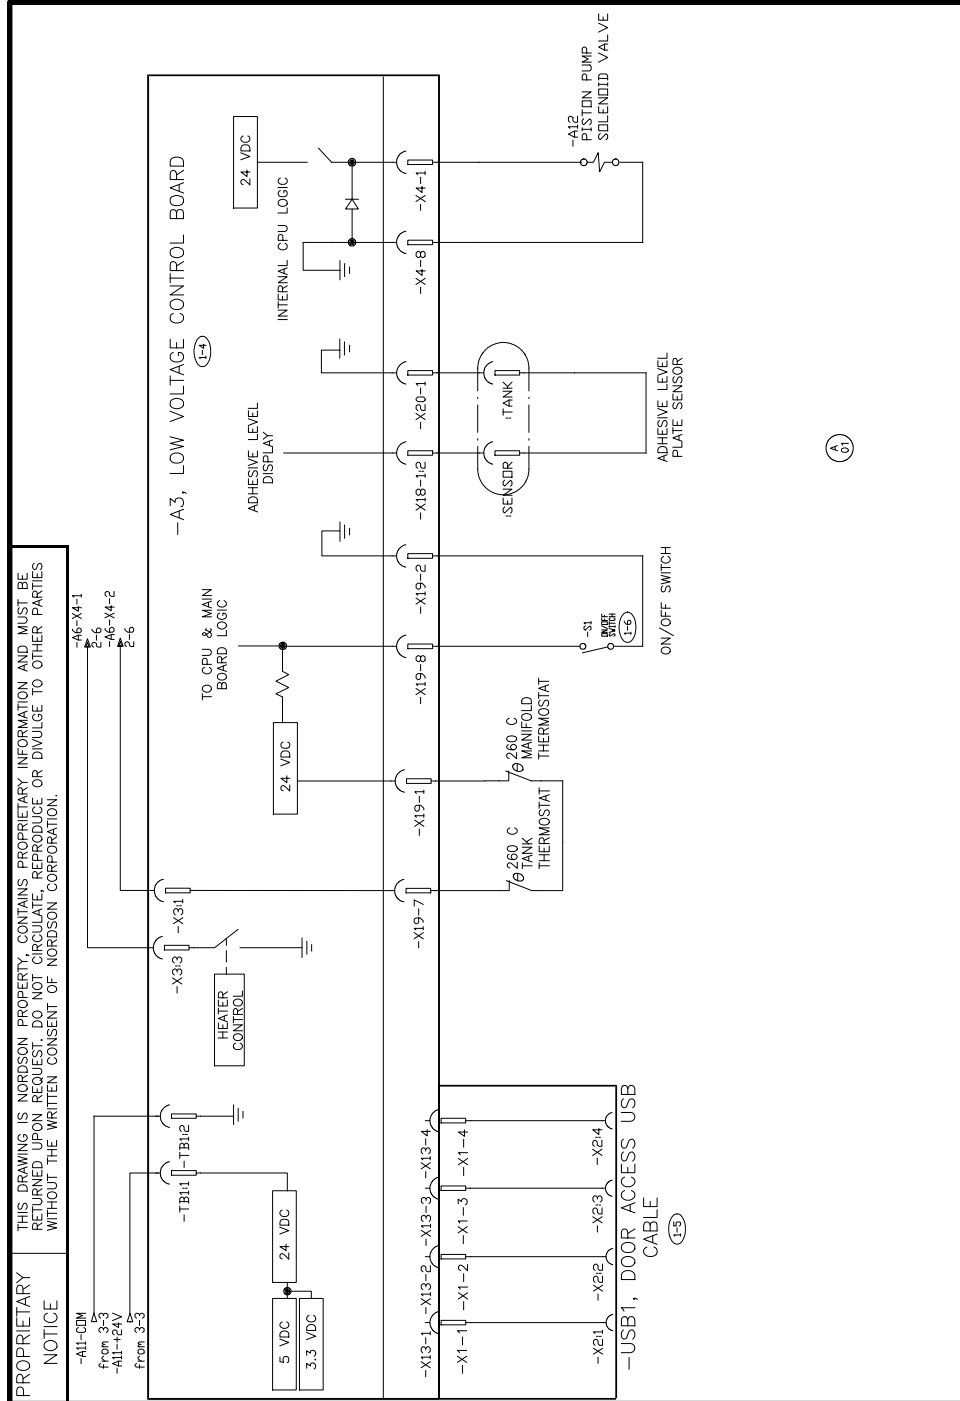 PROPRIETARY
NOTICE
THIS DRAWING IS NORDSON PROPERTY, CONTAINS PROPRIETARY INFORMATION AND MUST BE
RETURNED UPON REQUEST. DO NOT CIRCULATE, REPRODUCE OR DIVULGE TO OTHER PARTIES
WITHOUT THE WRITTEN CONSENT OF NORDSON CORPORATION.
-A11-COM
from 3-3
-A11-+24V
from 3-3
-A6-X4-1
2-6
-A6-X4-2
2-6
-A3, LOW VOLTAGE CONTROL BOARD
1-4
-TB1:1
-TB1:2
-X3:3
-X3:1
5 VDC
3.3 VDC
24 VDC
HEATER
CONTROL
24 VDC
TO CPU & MAIN
BOARD LOGIC
ADHESIVE LEVEL
DISPLAY
INTERNAL CPU LOGIC
24 VDC
-X13-1
-X13-2
-X13-3
-X13-4
-X1-1
-X1-2
-X1-3
-X1-4
-X2:1
-X2:2
-X2:3
-X2:4
-USB1, DOOR ACCESS USB
CABLE
1-5
-X19-7
-X19-1
-X19-8
-X19-2
-X18-1:2
-X20-1
-X4-8
-X4-1
θ 260 C
TANK
THERMOSTAT
θ 260 C
MANIFOLD
THERMOSTAT
-S1
ON/OFF
SWITCH
1-6
ON/OFF SWITCH
:SENSOR
:TANK
ADHESIVE LEVEL
PLATE SENSOR
-A12
PISTON PUMP
SOLENOID VALVE
A
01